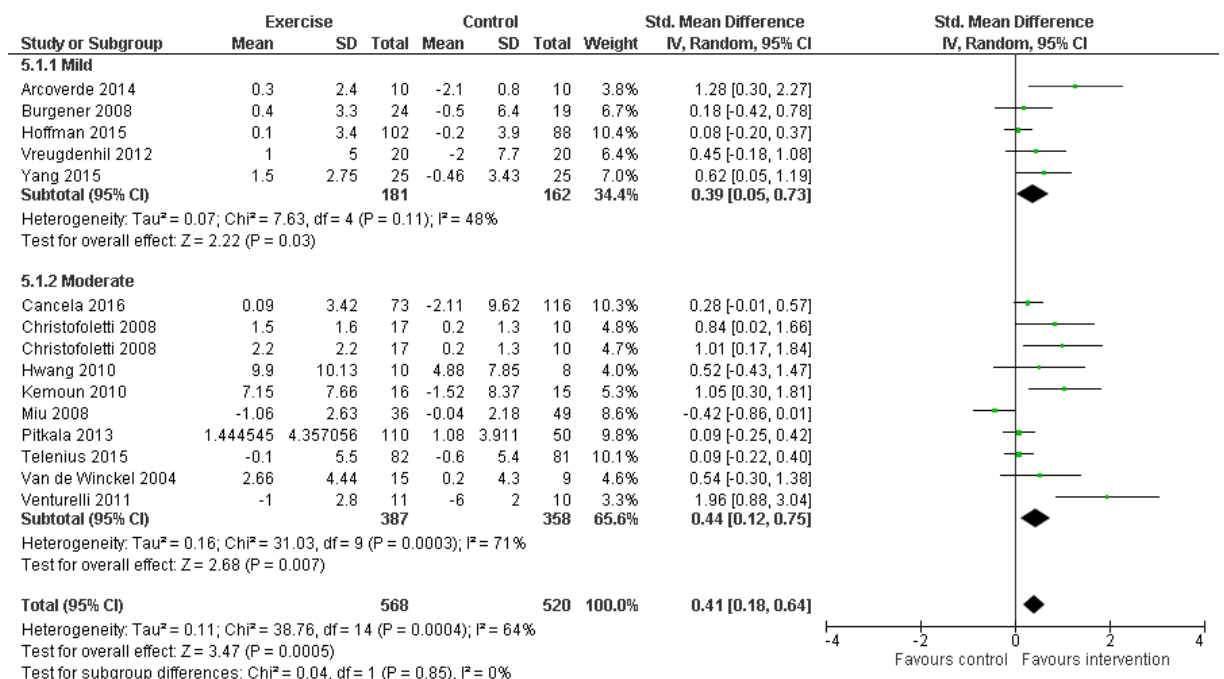 Exercise Control Std. Mean Difference Std. Mean Difference
Study or Subgroup Mean SD Total Mean SD Total Weight IV, Random, 95% CI IV, Random, 95% CI
5.1.1 Mild
Arcoverde 2014 0.3 2.4 10 -2.1 0.8 10 3.8% 1.28 [0.30, 2.27]
Burgener 2008 0.4 3.3 24 -0.5 6.4 19 6.7% 0.18 [-0.42, 0.78]
Hoffman 2015 0.1 3.4 102 -0.2 3.9 88 10.4% 0.08 [-0.20, 0.37]
Vreugdenhil 2012 1 5 20 -2 7.7 20 6.4% 0.45 [-0.18, 1.08]
Yang 2015 1.5 2.75 25 -0.46 3.43 25 7.0% 0.62 [0.05, 1.19]
Subtotal (95% CI) 181 162 34.4% 0.39 [0.05, 0.73]
Heterogeneity: Tau² = 0.07; Chi² = 7.63, df = 4 (P = 0.11); I² = 48%
Test for overall effect: Z = 2.22 (P = 0.03)
5.1.2 Moderate
Cancela 2016 0.09 3.42 73 -2.11 9.62 116 10.3% 0.28 [-0.01, 0.57]
Christofoletti 2008 1.5 1.6 17 0.2 1.3 10 4.8% 0.84 [0.02, 1.66]
Christofoletti 2008 2.2 2.2 17 0.2 1.3 10 4.7% 1.01 [0.17, 1.84]
Hwang 2010 9.9 10.13 10 4.88 7.85 8 4.0% 0.52 [-0.43, 1.47]
Kemoun 2010 7.15 7.66 16 -1.52 8.37 15 5.3% 1.05 [0.30, 1.81]
Miu 2008 -1.06 2.63 36 -0.04 2.18 49 8.6% -0.42 [-0.86, 0.01]
Pitkala 2013 1.444545 4.357056 110 1.08 3.911 50 9.8% 0.09 [-0.25, 0.42]
Telenius 2015 -0.1 5.5 82 -0.6 5.4 81 10.1% 0.09 [-0.22, 0.40]
Van de Winckel 2004 2.66 4.44 15 0.2 4.3 9 4.6% 0.54 [-0.30, 1.38]
Venturelli 2011 -1 2.8 11 -6 2 10 3.3% 1.96 [0.88, 3.04]
Subtotal (95% CI) 387 358 65.6% 0.44 [0.12, 0.75]
Heterogeneity: Tau² = 0.16; Chi² = 31.03, df = 9 (P = 0.0003); I² = 71%
Test for overall effect: Z = 2.68 (P = 0.007)
Total (95% CI) 568 520 100.0% 0.41 [0.18, 0.64]
Heterogeneity: Tau² = 0.11; Chi² = 38.76, df = 14 (P = 0.0004); I² = 64%
Test for overall effect: Z = 3.47 (P = 0.0005)
Test for subgroup differences: Chi² = 0.04, df = 1 (P = 0.85), I² = 0%
-4 -2 0 2 4
Favours control Favours intervention